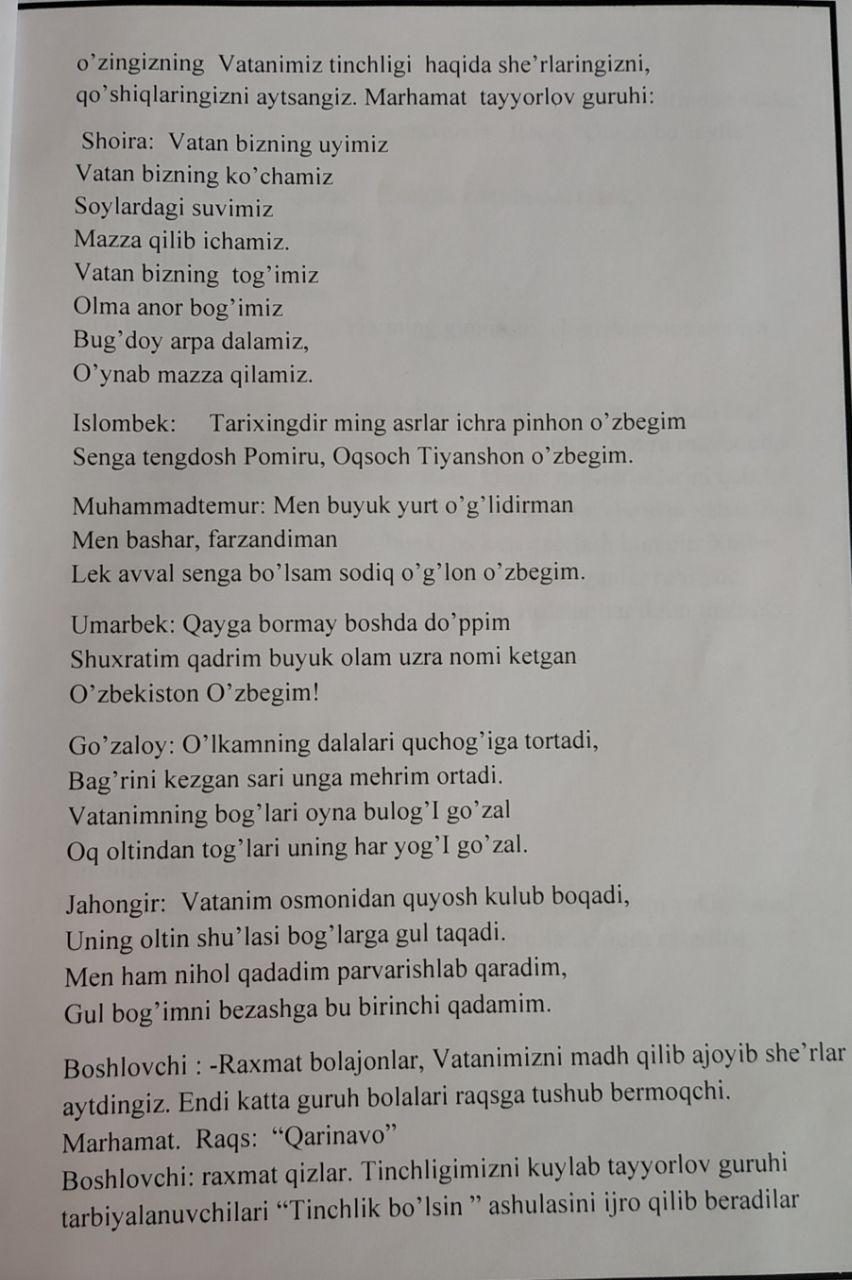 o’zingizning Vatanimiz tinchligi haqida she’rlaringizni,
qo’shiqlaringizni aytsangiz. Marhamat tayyorlov guruhi:
Shoira: Vatan bizning uyimiz
Vatan bizning ko’chamiz
Soylardagi suvimiz
Mazza qilib ichamiz.
Vatan bizning tog’imiz
Olma anor bog’imiz
Bug’doy arpa dalamiz,
O’ynab mazza qilamiz.
Islombek: Tarixingdir ming asrlar ichra pinhon o’zbegim
Senga tengdosh Pomiru, Oqsoch Tiyanshon o’zbegim.
Muhammadtemur: Men buyuk yurt o’g’lidirman
Men bashar, farzandiman
Lek avval senga bo’lsam sodiq o’g’lon o’zbegim.
Umarbek: Qayga bormay boshda do’ppim
Shuxratim qadrim buyuk olam uzra nomi ketgan
O’zbekiston O’zbegim!
Go’zaloy: O’lkamning dalalari quchog’iga tortadi,
Bag’rini kezgan sari unga mehrim ortadi.
Vatanimning bog’lari oyna bulog’I go’zal
Oq oltindan tog’lari uning har yog’I go’zal.
Jahongir: Vatanim osmonidan quyosh kulub boqadi,
Uning oltin shu’lasi bog’larga gul taqadi.
Men ham nihol qadadim parvarishlab qaradim,
Gul bog’imni bezashga bu birinchi qadamim.
Boshlovchi : -Raxmat bolajonlar, Vatanimizni madh qilib ajoyib she’rlar
aytdingiz. Endi katta guruh bolalari raqsga tushub bermoqchi.
Marhamat. Raqs: “Qarinavo”
Boshlovchi: raxmat qizlar. Tinchligimizni kuylab tayyorlov guruhi
tarbiyalanuvchilari “Tinchlik bo’lsin ” ashulasini ijro qilib beradilar